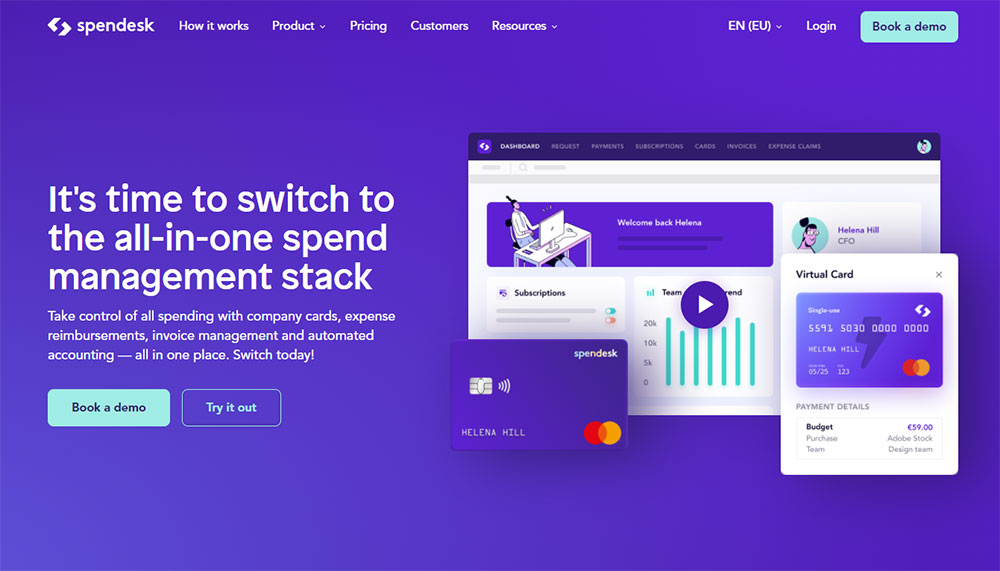 spendesk
How it works Product Pricing Customers Resources EN (EU) Login Book a demo
It's time to switch to
the all-in-one spend
management stack
Take control of all spending with company cards, expense
reimbursements, invoice management and automated
accounting — all in one place. Switch today!
Book a demo Try it out
DASHBOARD REQUEST PAYMENTS SUBSCRIPTIONS CARDS INVOICES EXPENSE CLAIMS
Welcome back Helena
Helena Hill
CFO
Subscriptions
Team rend
20k
10k
5k
0
spendesk
HELENA HILL
Virtual Card
Single-use
5591 5030 0000 0000
HELENA HILL
05/25 123
PAYMENT DETAILS
Budget €59.00
Purchase Adobe Stock
Team Design team